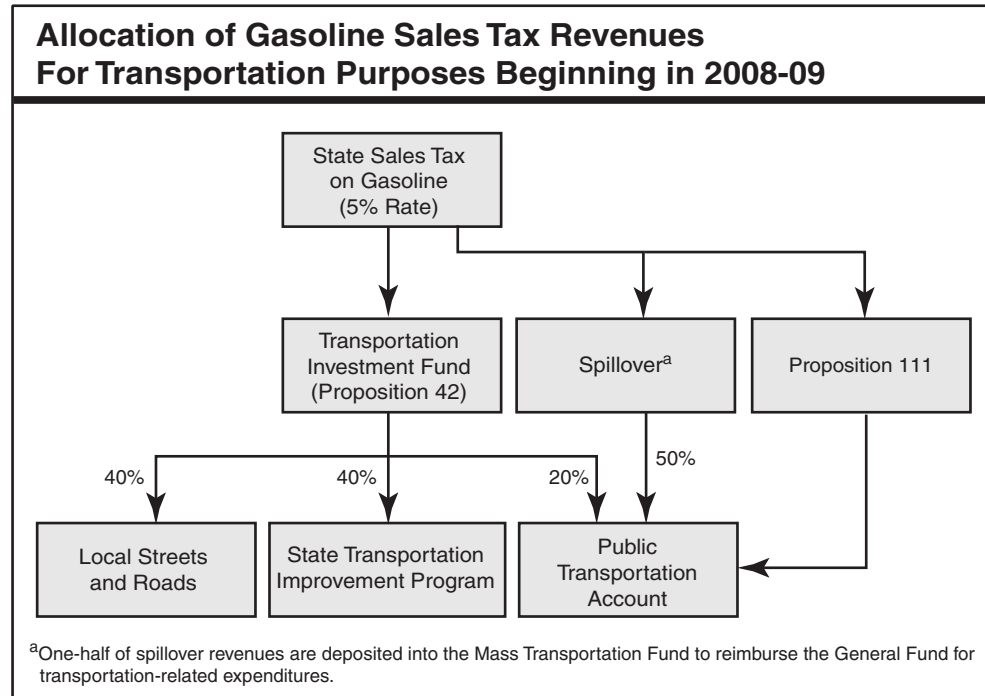 Allocation of Gasoline Sales Tax Revenues
For Transportation Purposes Beginning in 2008-09
State Sales Tax
on Gasoline
(5% Rate)
Transportation
Investment Fund
(Proposition 42)
Spilloverᵃ
Proposition 111
40%
40%
20%
50%
Local Streets
and Roads
State Transportation
Improvement Program
Public
Transportation
Account
ᵃOne-half of spillover revenues are deposited into the Mass Transportation Fund to reimburse the General Fund for
transportation-related expenditures.